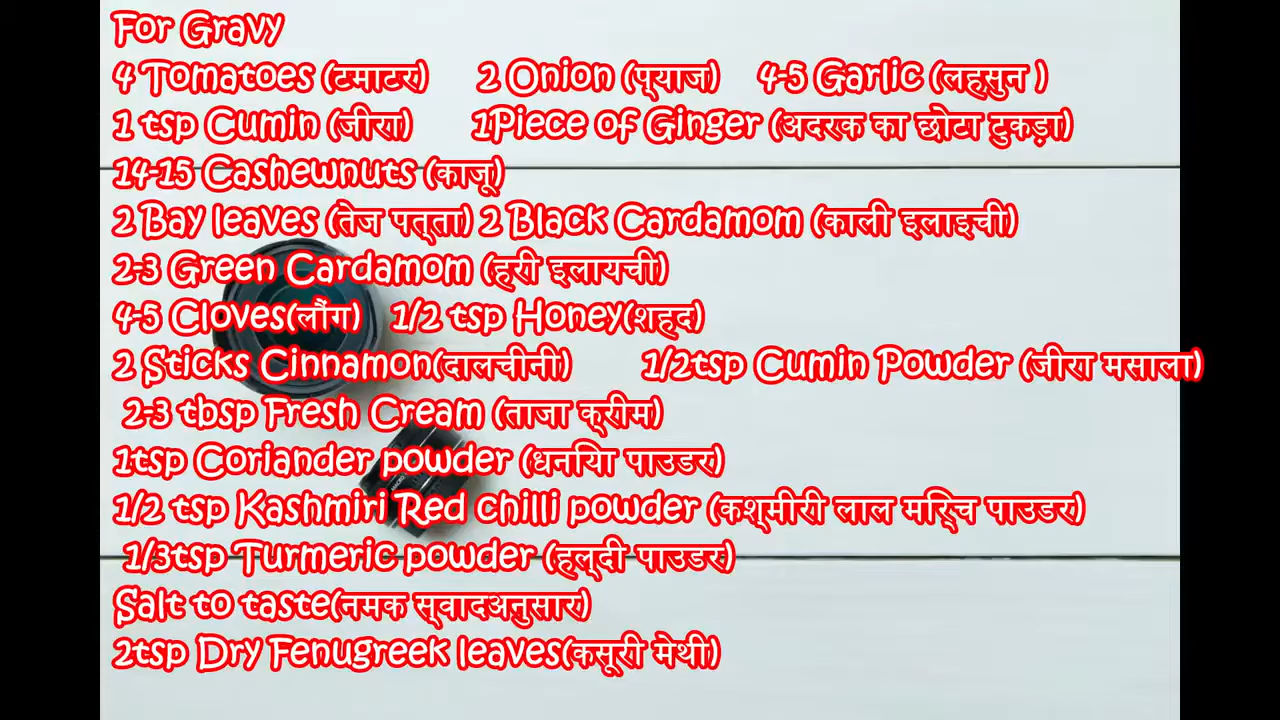 For Gravy
4 Tomatoes (टमाटर) 2 Onion (प्याज) 4-5 Garlic (लहसुन )
1 tsp Cumin (जीरा) 1Piece of Ginger (अदरक का छोटा टुकड़ा)
14-15 Cashewnuts (काजू)
2 Bay leaves (तेज पत्ता) 2 Black Cardamom (काली इलाइची)
2-3 Green Cardamom (हरी इलायची)
4-5 Cloves(लौंग) 1/2 tsp Honey(शहद)
2 Sticks Cinnamon(दालचीनी) 1/2tsp Cumin Powder (जीरा मसाला)
2-3 tbsp Fresh Cream (ताजा क्रीम)
1tsp Coriander powder (धनिया पाउडर)
1/2 tsp Kashmiri Red chilli powder (कश्मीरी लाल मिर्च पाउडर)
1/3tsp Turmeric powder (हल्दी पाउडर)
Salt to taste(नमक स्वादअनुसार)
2tsp Dry Fenugreek leaves(कसूरी मेथी)